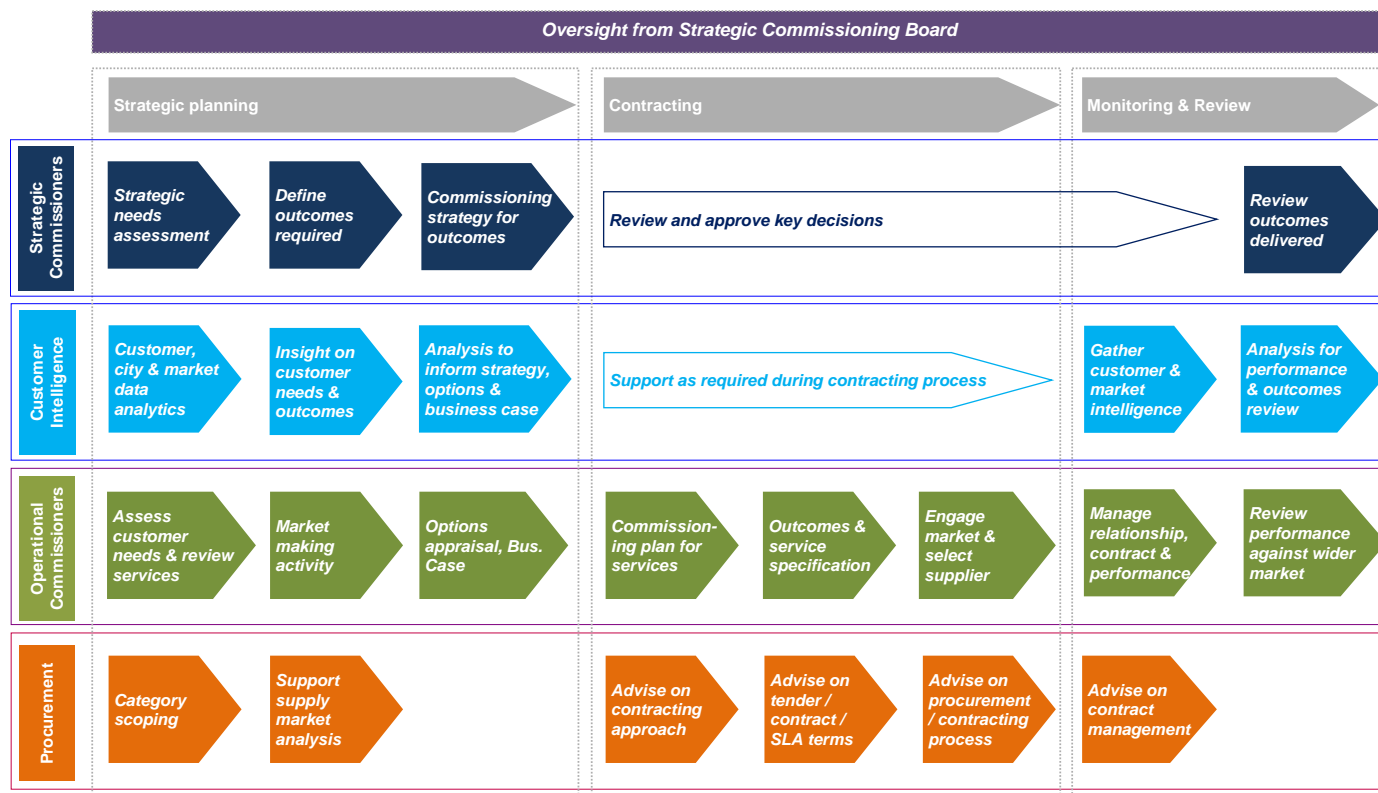 Oversight from Strategic Commissioning Board
Strategic planning
Contracting
Monitoring & Review
Strategic
Commissioners
Strategic
needs
assessment
Define
outcomes
required
Commissioning
strategy for
outcomes
Review and approve key decisions
Review
outcomes
delivered
Customer
Intelligence
Customer,
city & market
data
analytics
Insight on
customer
needs &
outcomes
Analysis to
inform strategy,
options &
business case
Support as required during contracting process
Gather
customer &
market
intelligence
Analysis for
performance
& outcomes
review
Operational
Commissioners
Assess
customer
needs & review
services
Market
making
activity
Options
appraisal, Bus.
Case
Commission-
ing plan for
services
Outcomes &
service
specification
Engage
market &
select
supplier
Manage
relationship,
contract &
performance
Review
performance
against wider
market
Procurement
Category
scoping
Support
supply
market
analysis
Advise on
contracting
approach
Advise on
tender /
contract /
SLA terms
Advise on
procurement
/ contracting
process
Advise on
contract
management